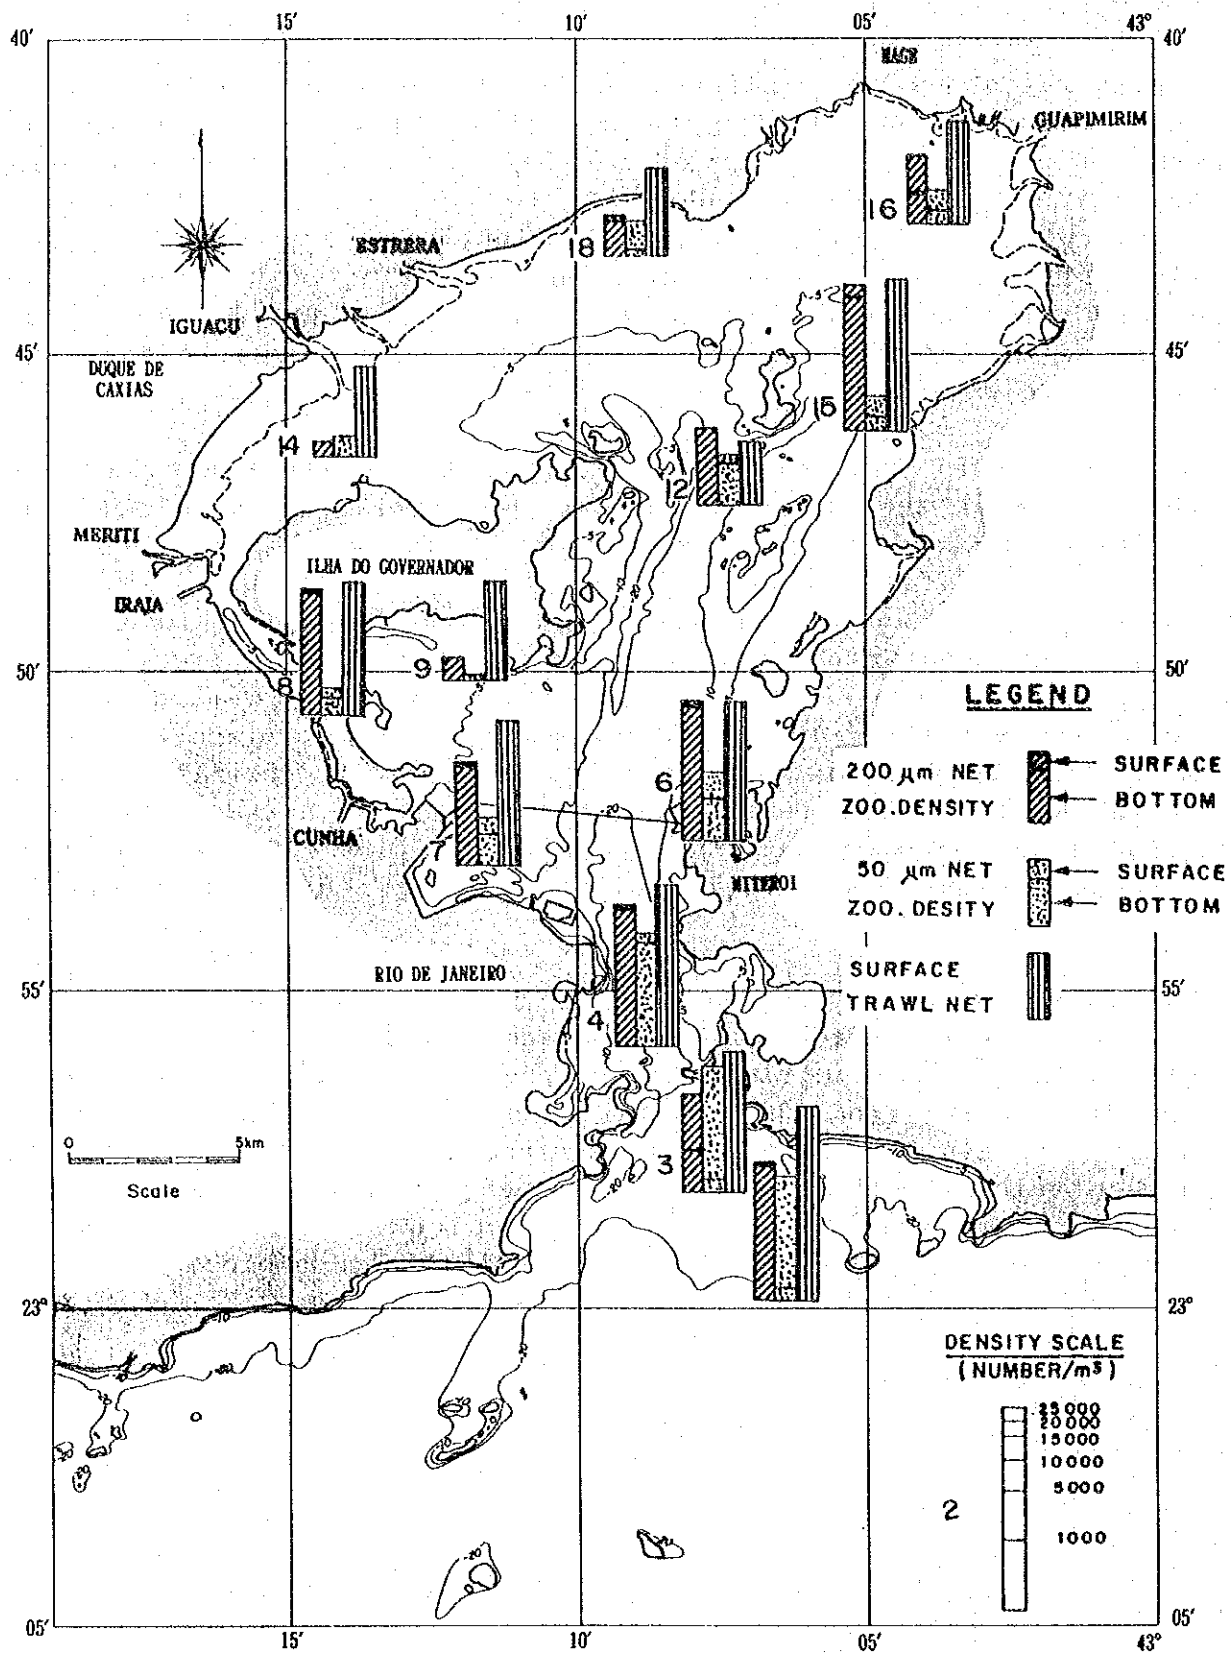 15′ 10′ 05′ 43°
40′ 40′
MAGE
GUAPIMIRIM
16
18
ESTRERA
IGUACU
45′ 45′
DUQUE DE
CAXIAS
15
14
12
MERITI
ILHA DO GOVERNADOR
IRAJA
9
50′ 50′
8
LEGEND
200 µm NET
ZOO. DENSITY
SURFACE
BOTTOM
6
CUNHA
NITEROI
50 µm NET
ZOO. DESITY
SURFACE
BOTTOM
RIO DE JANEIRO
SURFACE
TRAWL NET
55′ 55′
4
0 5km
Scale
3
23° 23°
DENSITY SCALE
(NUMBER/m³)
25000
20000
15000
10000
5000
1000
2
05′ 05′
15′ 10′ 05′ 43°